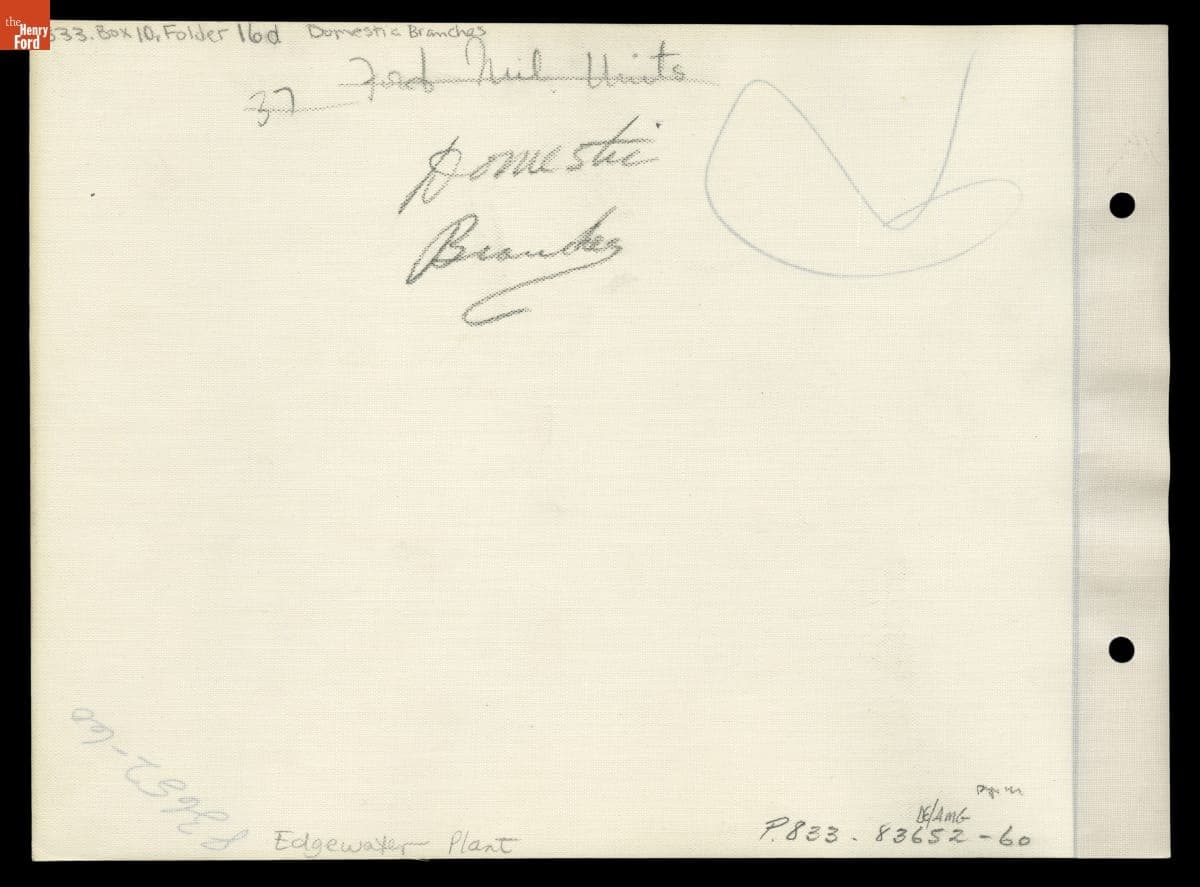 the
Henry
Ford
833. Box 10, Folder 16d Domestic Branches
37 Ford Mil. Units
Domestic
Branches
83652-60
Edgewater Plant
DE/AMG
P.833. 83652-60